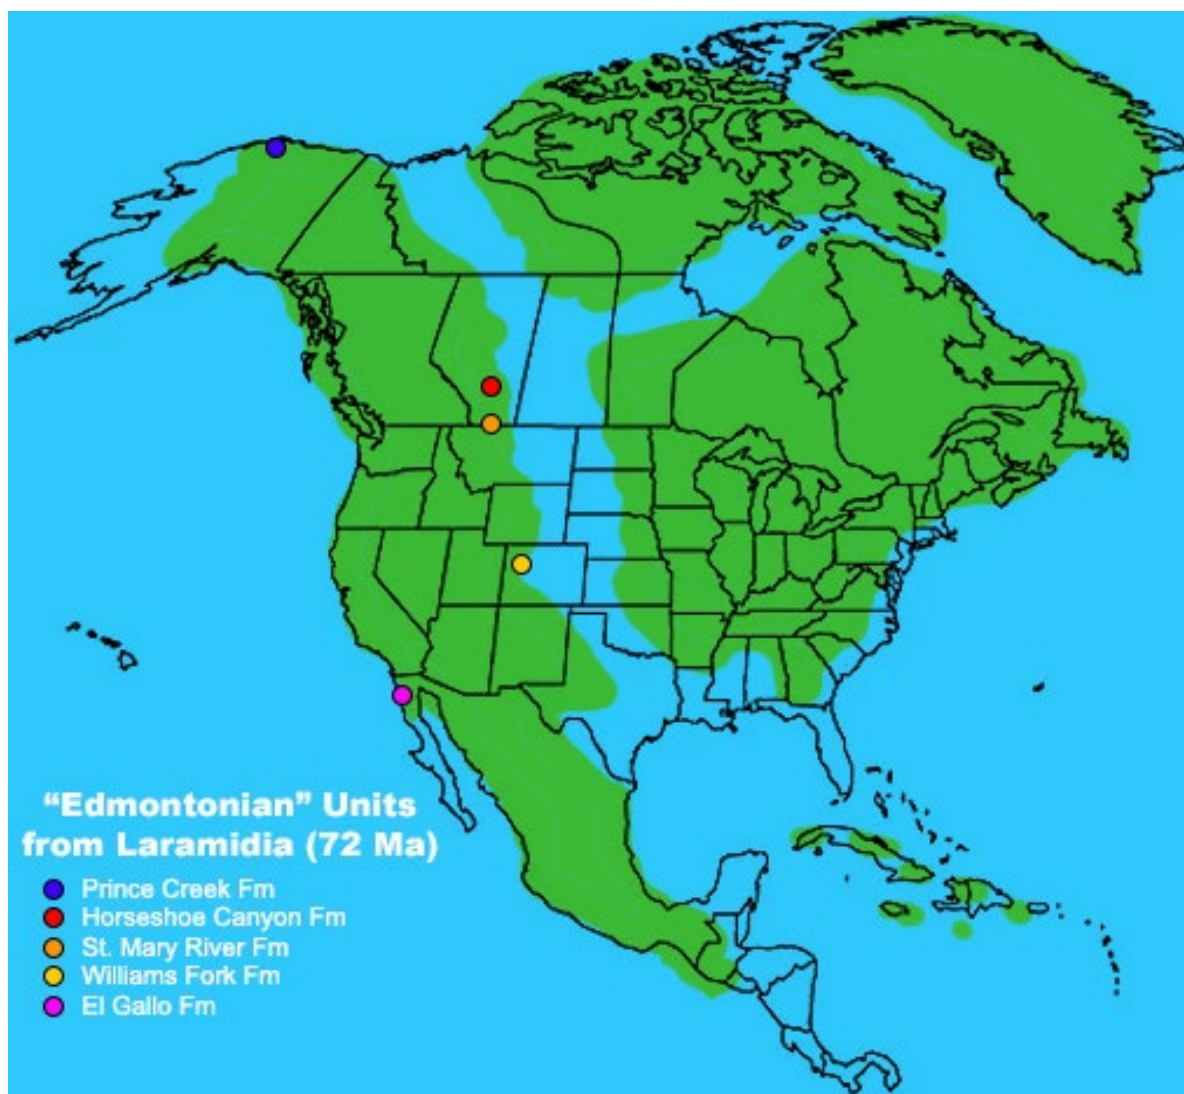 “Edmontonian” Units
from Laramidia (72 Ma)
Prince Creek Fm
Horseshoe Canyon Fm
St. Mary River Fm
Williams Fork Fm
El Gallo Fm